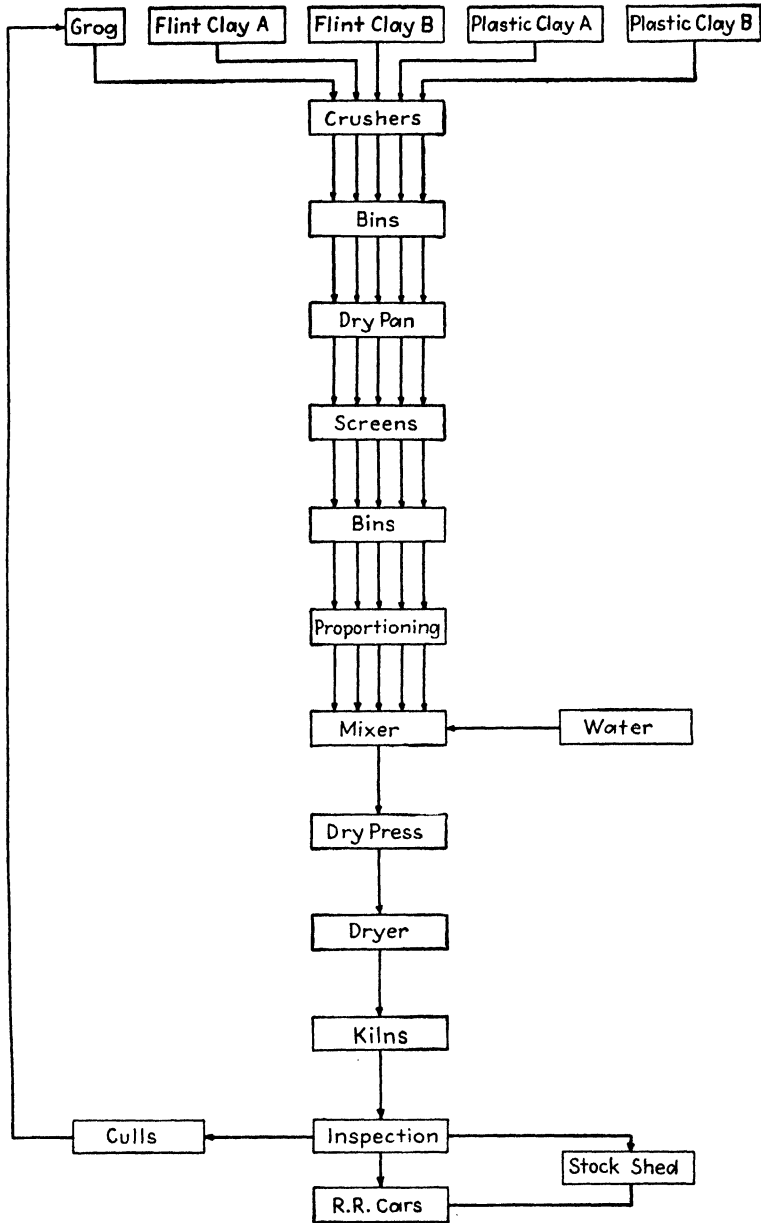 Grog
Flint Clay A
Flint Clay B
Plastic Clay A
Plastic Clay B
Crushers
Bins
Dry Pan
Screens
Bins
Proportioning
Mixer
Water
Dry Press
Dryer
Kilns
Culls
Inspection
Stock Shed
R.R. Cars